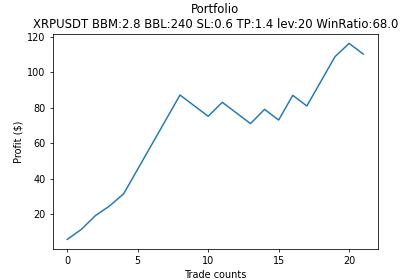 Portfolio
XRPUSDT BBM:2.8 BBL:240 SL:0.6 TP:1.4 lev:20 WinRatio:68.0
120
100
80
60
40
20
Profit ($)
0
5
10
15
20
Trade counts